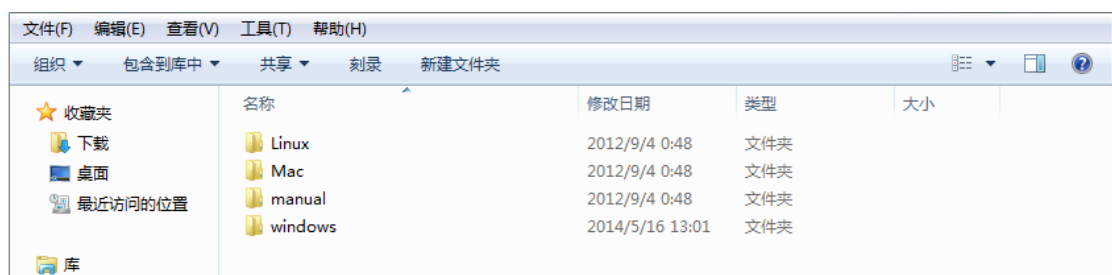 文件(F) 编辑(E) 查看(V) 工具(T) 帮助(H)
组织 包含到库中 共享 刻录 新建文件夹
收藏夹
下载
桌面
最近访问的位置
库
名称 修改日期 类型 大小
Linux 2012/9/4 0:48 文件夹
Mac 2012/9/4 0:48 文件夹
manual 2012/9/4 0:48 文件夹
windows 2014/5/16 13:01 文件夹